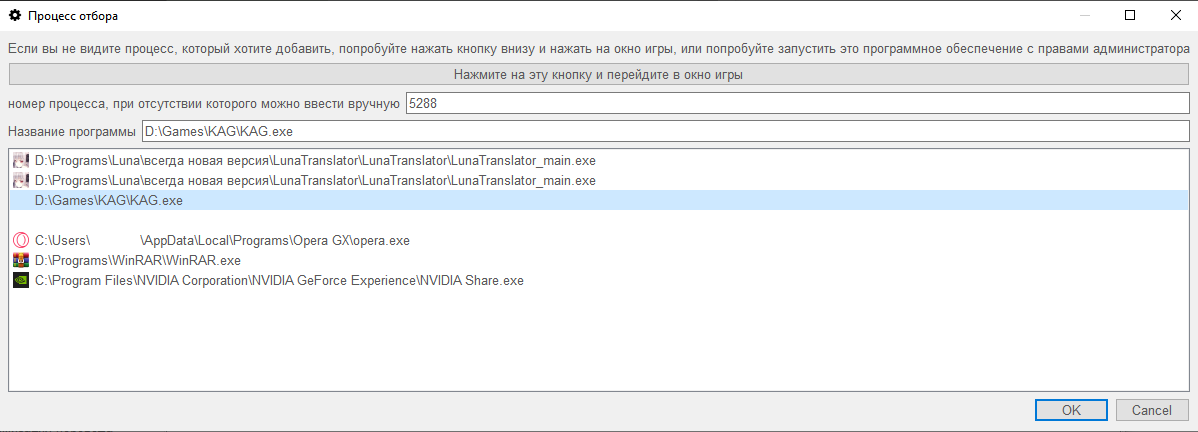 Процесс отбора
Если вы не видите процесс, который хотите добавить, попробуйте нажать кнопку внизу и нажать на окно игры, или попробуйте запустить это программное обеспечение с правами администратора
Нажмите на эту кнопку и перейдите в окно игры
номер процесса, при отсутствии которого можно ввести вручную 5288
Название программы D:\Games\KAG\KAG.exe
D:\Programs\Luna\всегда новая версия\LunaTranslator\LunaTranslator\LunaTranslator_main.exe
D:\Programs\Luna\всегда новая версия\LunaTranslator\LunaTranslator\LunaTranslator_main.exe
D:\Games\KAG\KAG.exe
C:\Users\ \AppData\Local\Programs\Opera GX\opera.exe
D:\Programs\WinRAR\WinRAR.exe
C:\Program Files\NVIDIA Corporation\NVIDIA GeForce Experience\NVIDIA Share.exe
OK Cancel